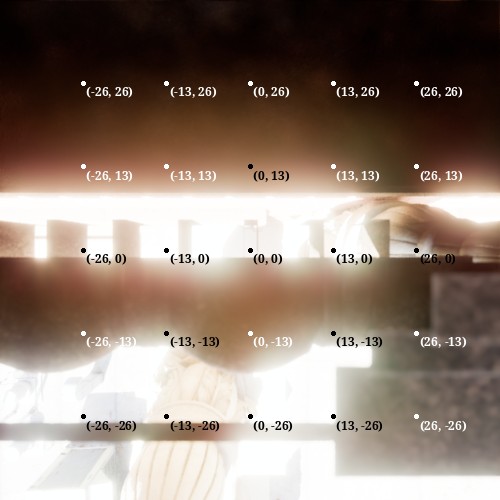 (-26, 26) (-13, 26) (0, 26) (13, 26) (26, 26)
(-26, 13) (-13, 13) (0, 13) (13, 13) (26, 13)
(-26, 0) (-13, 0) (0, 0) (13, 0) (26, 0)
(-26, -13) (-13, -13) (0, -13) (13, -13) (26, -13)
(-26, -26) (-13, -26) (0, -26) (13, -26) (26, -26)